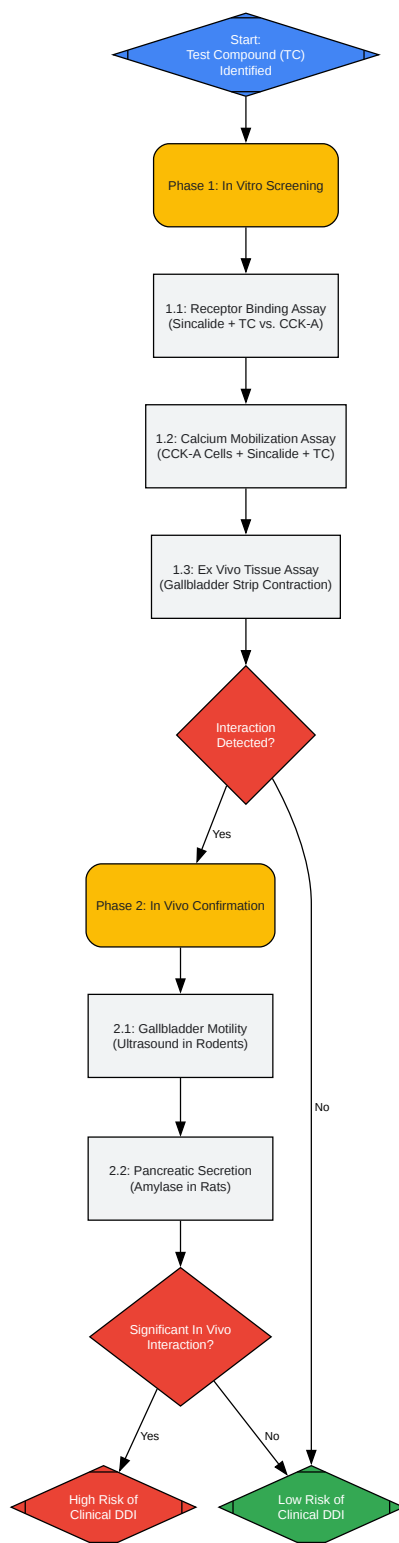 Start:
Test Compound (TC)
Identified
Phase 1: In Vitro Screening
1.1: Receptor Binding Assay
(Sincalide + TC vs. CCK-A)
1.2: Calcium Mobilization Assay
(CCK-A Cells + Sincalide + TC)
1.3: Ex Vivo Tissue Assay
(Gallbladder Strip Contraction)
Interaction
Detected?
Yes
Phase 2: In Vivo Confirmation
2.1: Gallbladder Motility
(Ultrasound in Rodents)
No
2.2: Pancreatic Secretion
(Amylase in Rats)
Significant In Vivo
Interaction?
Yes
No
High Risk of
Clinical DDI
Low Risk of
Clinical DDI